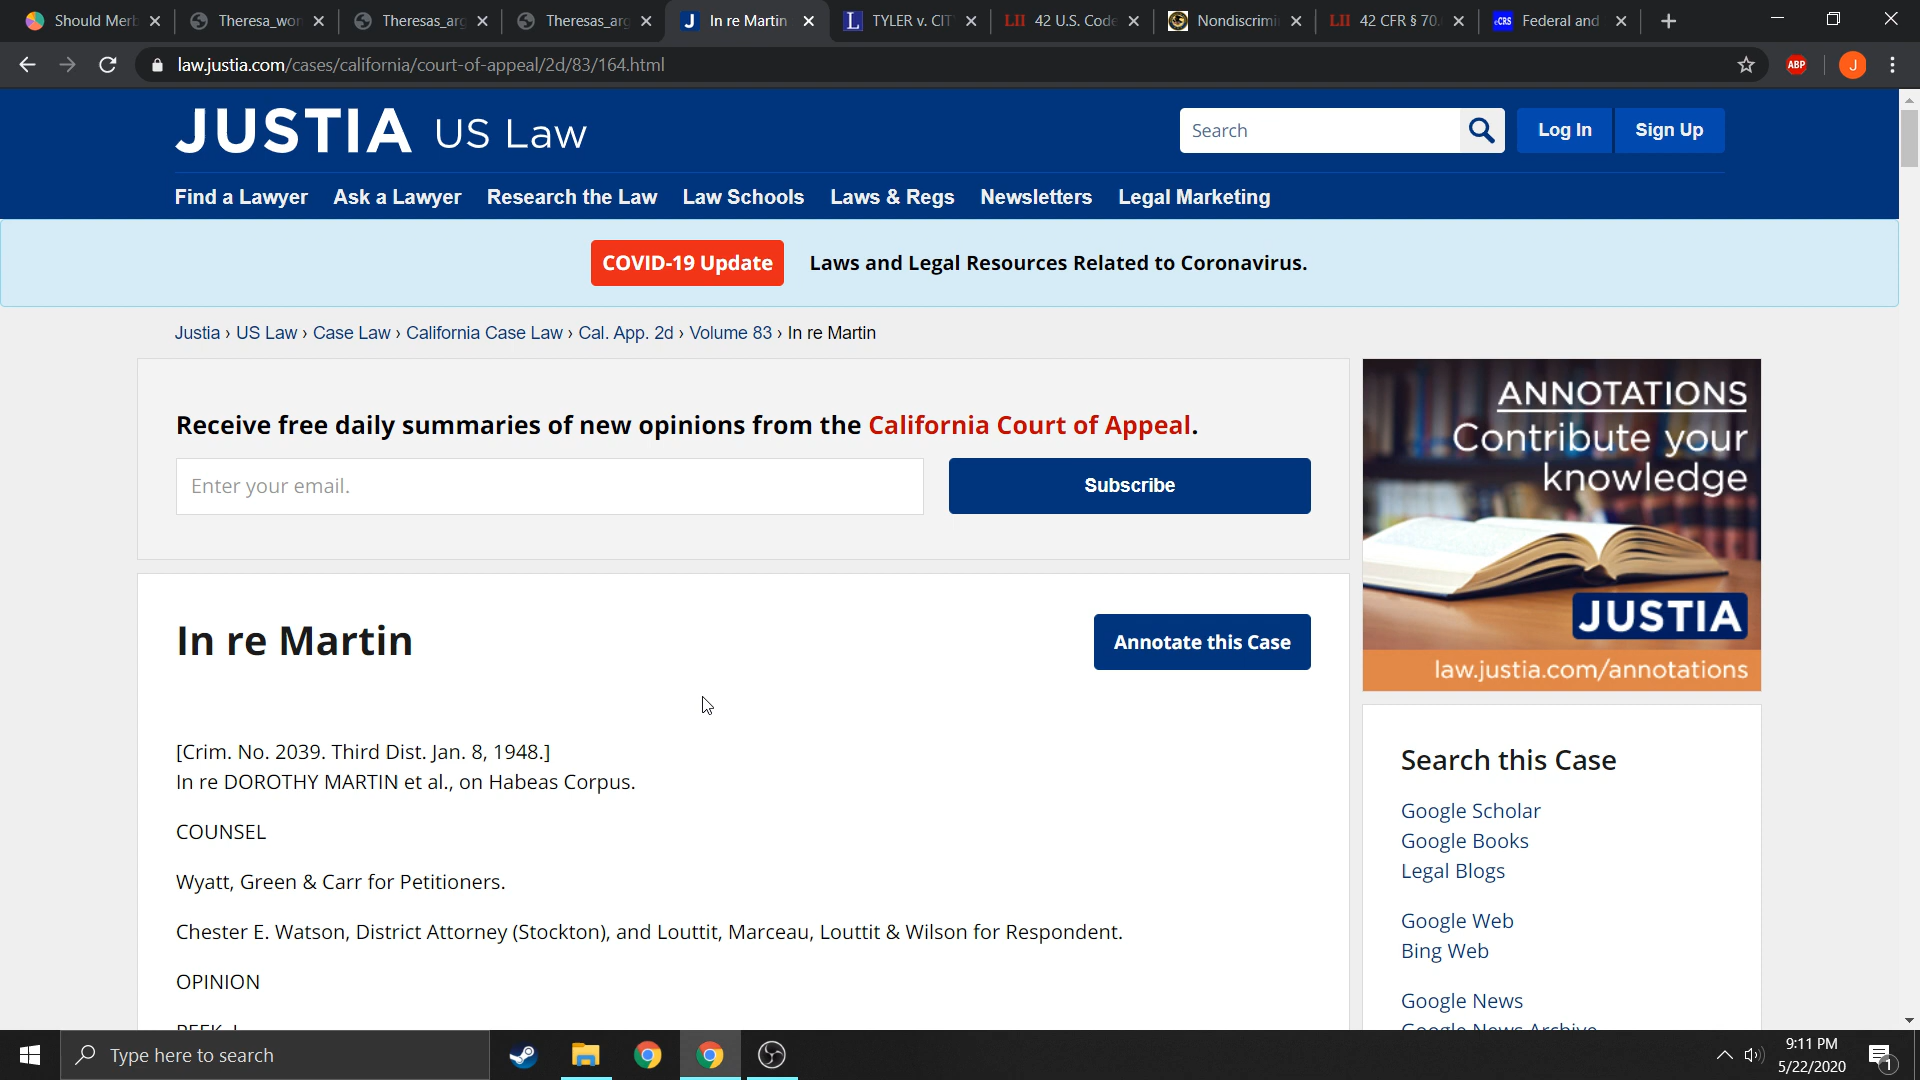 Should Merl
Theresa_wor
Theresas_arg
Theresas_arg
In re Martin
TYLER v. CIT
LII 42 U.S. Code
Nondiscrimi
LII 42 CFR § 70.
Federal and
law.justia.com/cases/california/court-of-appeal/2d/83/164.html
ABP
J
JUSTIA US Law
Search
Log In
Sign Up
Find a Lawyer Ask a Lawyer Research the Law Law Schools Laws & Regs Newsletters Legal Marketing
COVID-19 Update Laws and Legal Resources Related to Coronavirus.
Justia › US Law › Case Law › California Case Law › Cal. App. 2d › Volume 83 › In re Martin
Receive free daily summaries of new opinions from the California Court of Appeal.
Enter your email.
Subscribe
ANNOTATIONS
Contribute your
knowledge
JUSTIA
law.justia.com/annotations
In re Martin
Annotate this Case
[Crim. No. 2039. Third Dist. Jan. 8, 1948.]
In re DOROTHY MARTIN et al., on Habeas Corpus.
COUNSEL
Wyatt, Green & Carr for Petitioners.
Chester E. Watson, District Attorney (Stockton), and Louttit, Marceau, Louttit & Wilson for Respondent.
OPINION
PEEK, J.
Search this Case
Google Scholar
Google Books
Legal Blogs
Google Web
Bing Web
Google News
Google News Archive
Type here to search
9:11 PM
5/22/2020
1